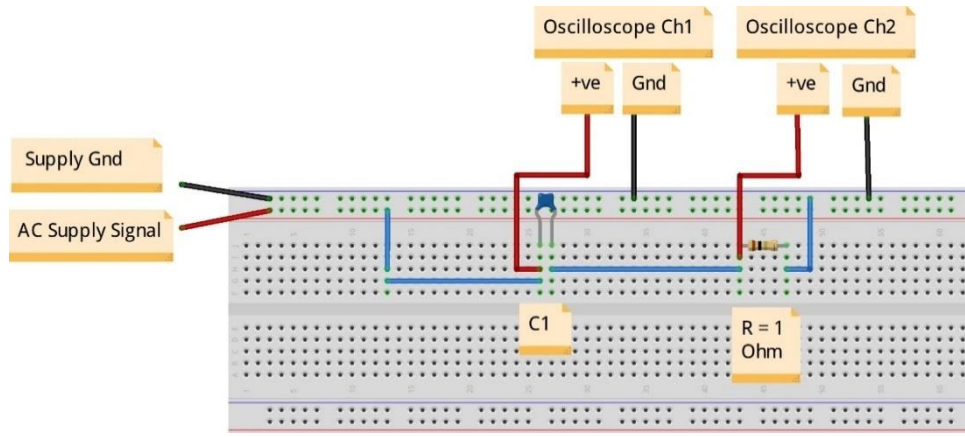 Oscilloscope Ch1
Oscilloscope Ch2
+ve
Gnd
+ve
Gnd
Supply Gnd
AC Supply Signal
C1
R = 1
Ohm